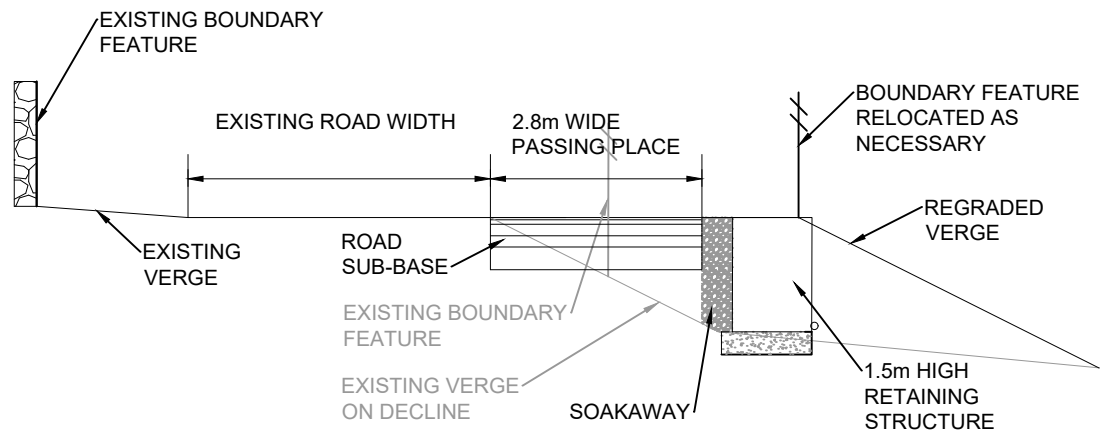 EXISTING BOUNDARY
FEATURE
EXISTING ROAD WIDTH
2.8m WIDE
PASSING PLACE
BOUNDARY FEATURE
RELOCATED AS
NECESSARY
EXISTING
VERGE
ROAD
SUB-BASE
REGRADED
VERGE
EXISTING BOUNDARY
FEATURE
EXISTING VERGE
ON DECLINE
SOAKAWAY
1.5m HIGH
RETAINING
STRUCTURE